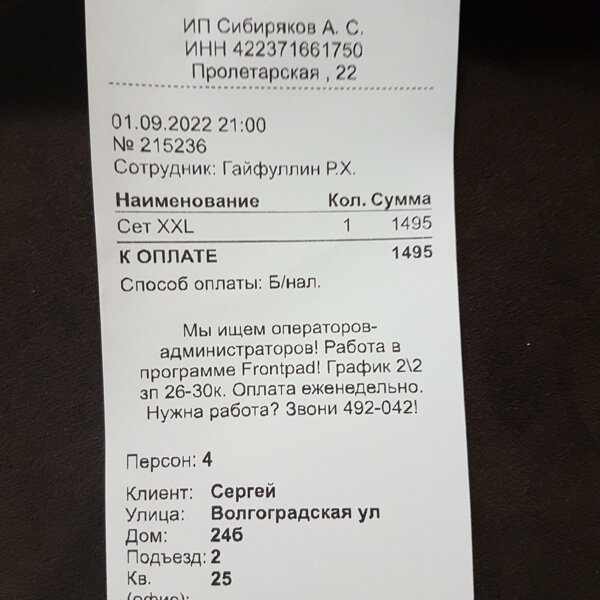 ИП Сибиряков А. С.
ИНН 422371661750
Пролетарская , 22
01.09.2022 21:00
№ 215236
Сотрудник: Гайфуллин Р.Х.
Наименование Кол. Сумма
Сет XXL 1 1495
К ОПЛАТЕ 1495
Способ оплаты: Б/нал.
Мы ищем операторов-
администраторов! Работа в
программе Frontpad! График 2\2
зп 26-30к. Оплата еженедельно.
Нужна работа? Звони 492-042!
Персон: 4
Клиент: Сергей
Улица: Волгоградская ул
Дом: 24б
Подъезд: 2
Кв. 25
(офис):